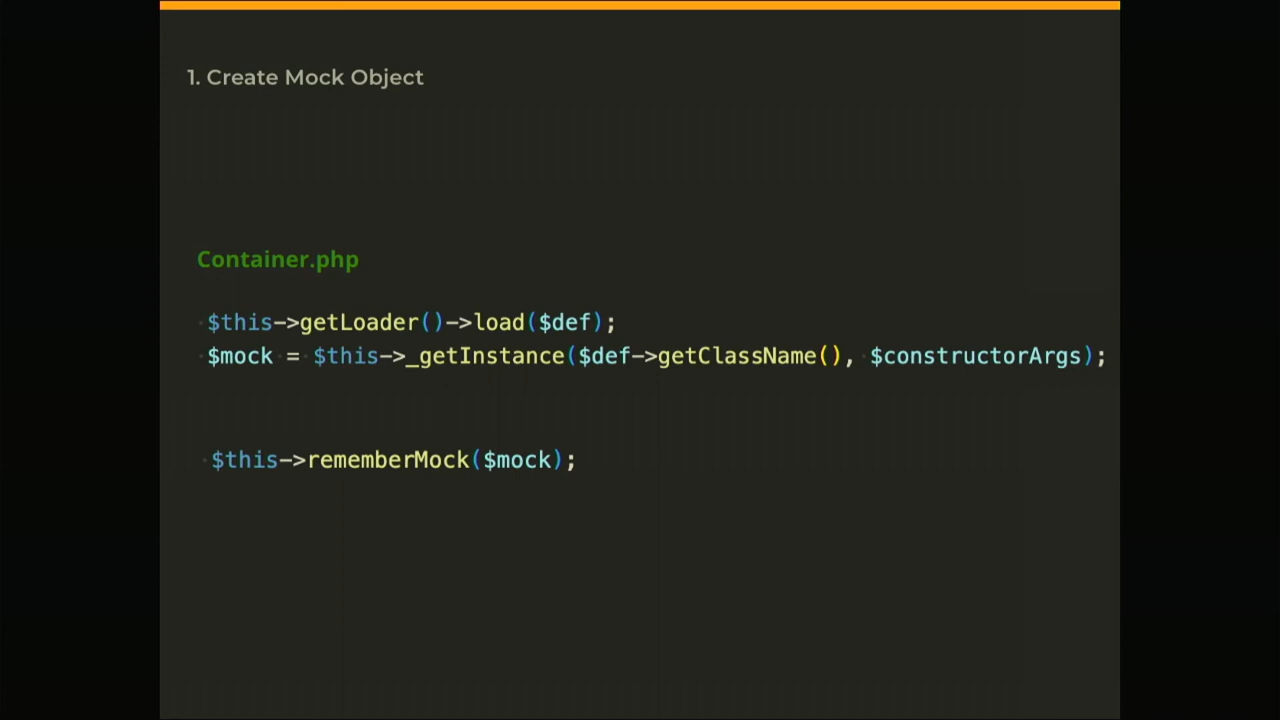 1. Create Mock Object
Container.php
$this->getLoader()->load($def);
$mock = $this->_getInstance($def->getClassName(), $constructorArgs);
$this->rememberMock($mock);